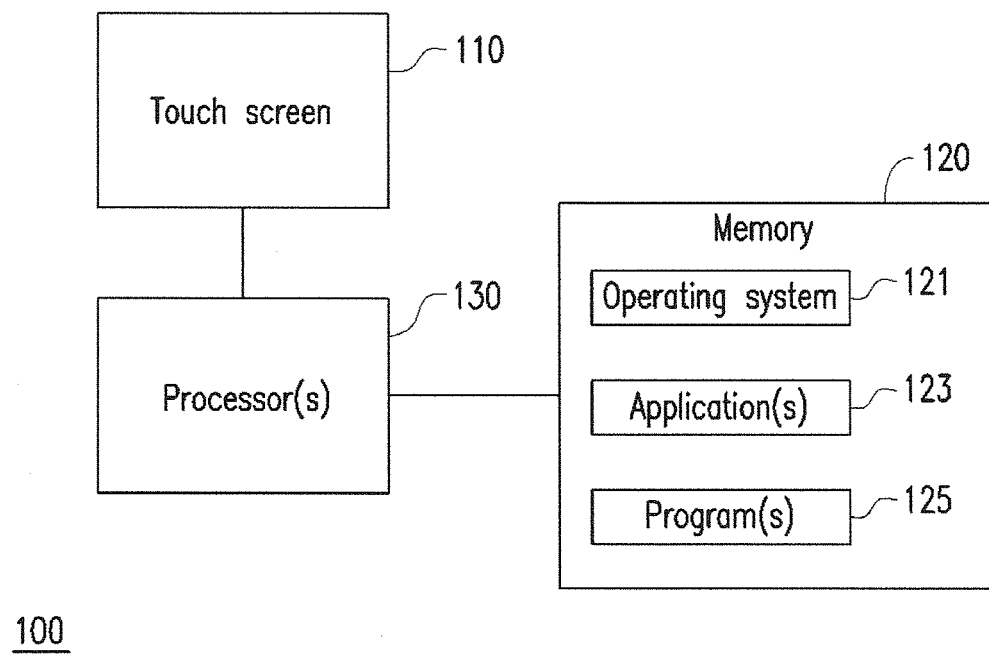 110
Touch screen
120
Memory
Operating system
121
130
Processor(s)
Application(s)
123
Program(s)
125
100